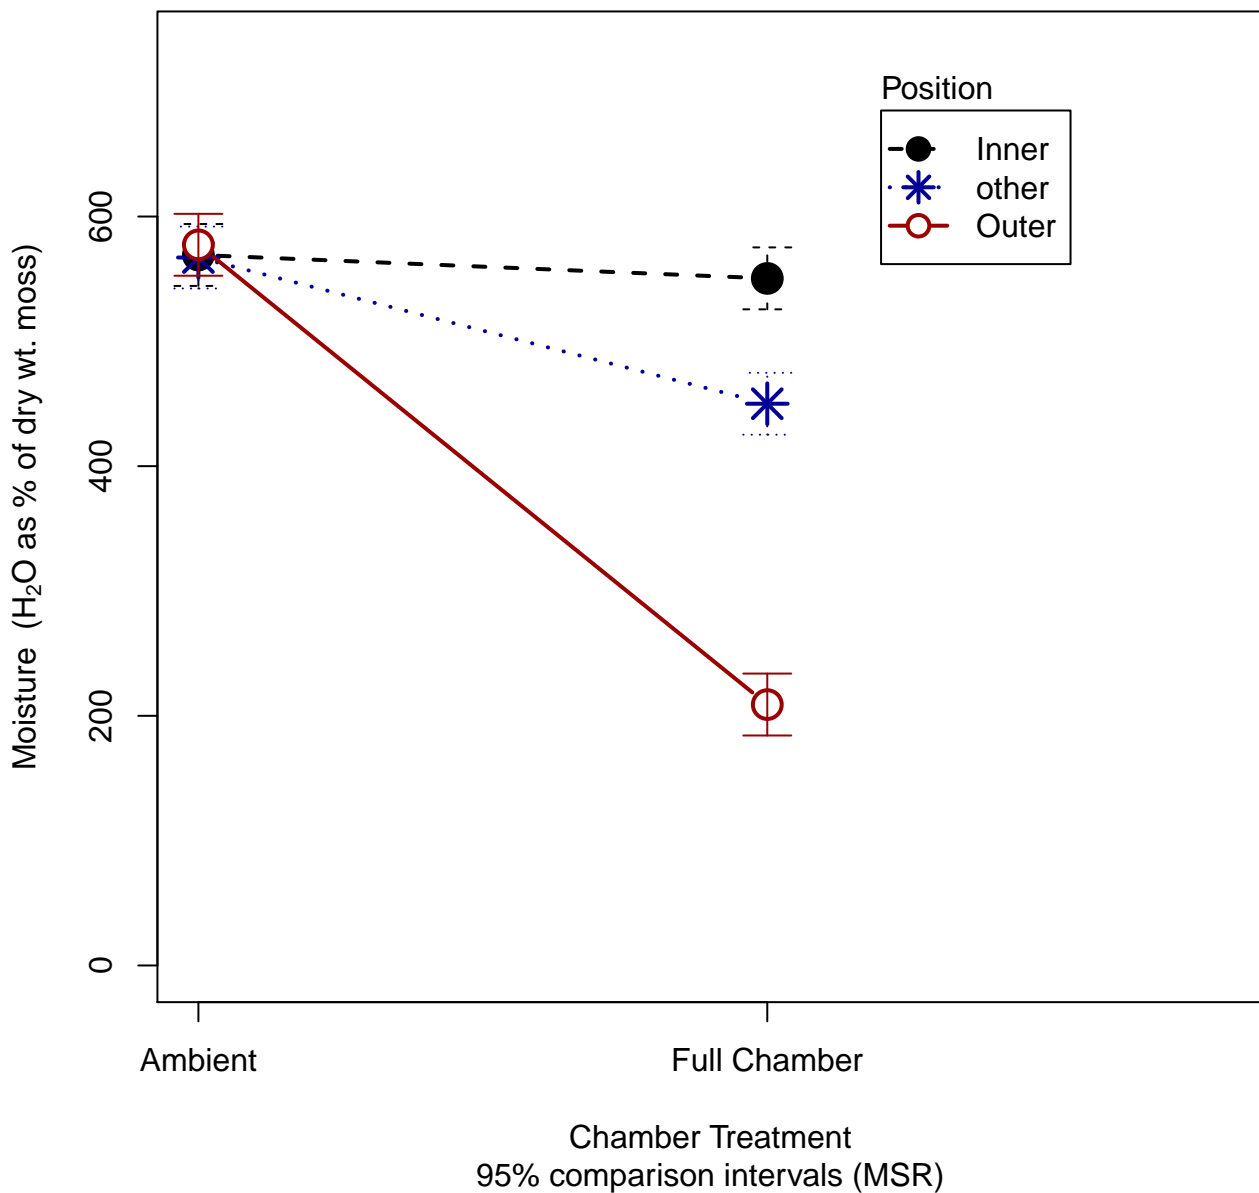 Position
Inner
other
Outer
Moisture (H₂O as % of dry wt. moss)
600
400
200
0
Ambient
Full Chamber
Chamber Treatment
95% comparison intervals (MSR)